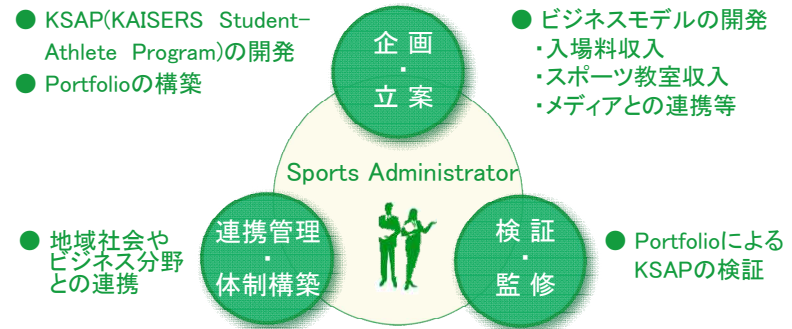 ● KSAP(KAISERS Student-
Athlete Program)の開発
● Portfolioの構築
企 画
・
立 案
● ビジネスモデルの開発
・入場料収入
・スポーツ教室収入
・メディアとの連携等
Sports Administrator
● 地域社会や
ビジネス分野
との連携
連携管理
・
体制構築
検 証
・
監 修
● Portfolioによる
KSAPの検証